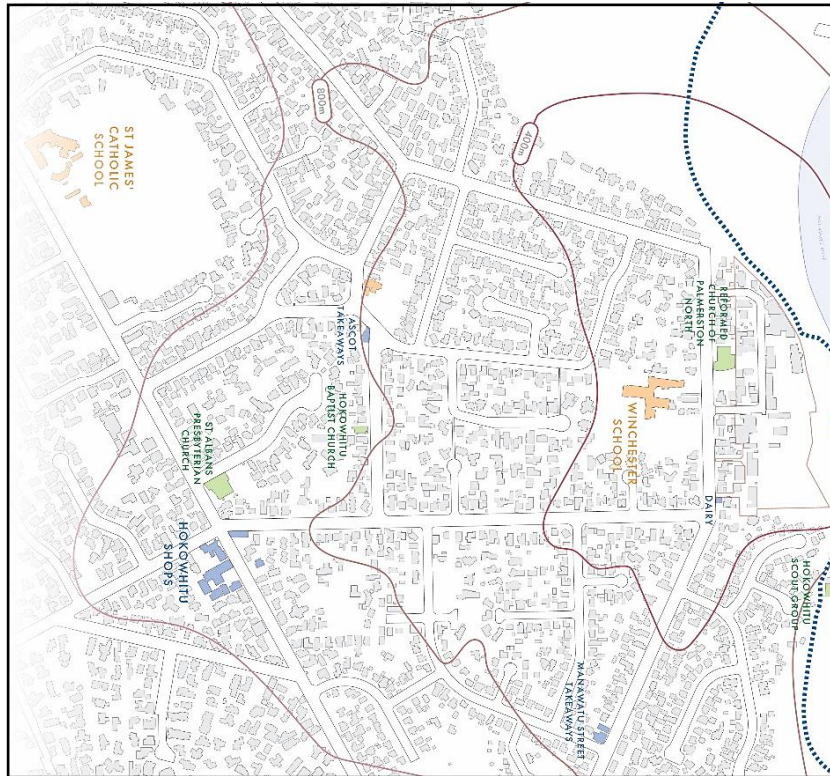 800m
400m
ST JAMES'
CATHOLIC
SCHOOL
REFORMED
CHURCH OF
PALMERSTON
NORTH
ASCOT
TAKEAWAYS
HOKOWHITU
BAPTIST CHURCH
WINCHESTER
SCHOOL
ST ALBANS
PRESBYTERIAN
CHURCH
DAIRY
HOKOWHITU
SHOPS
HOKOWHITU
SCOUT GROUP
MANAWATU STREET
TAKEAWAYS